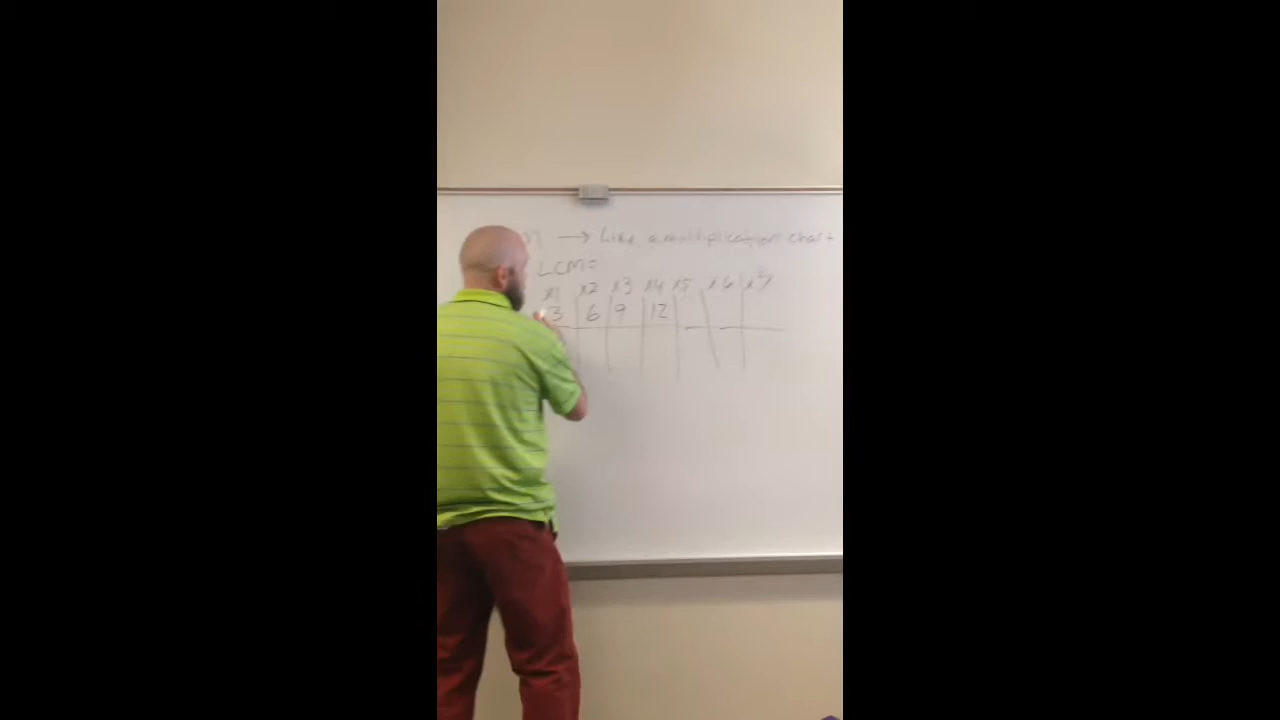 → Like a multiplication chart
LCM=
x1 x2 x3 x4 x5 x6 x7
3 6 9 12